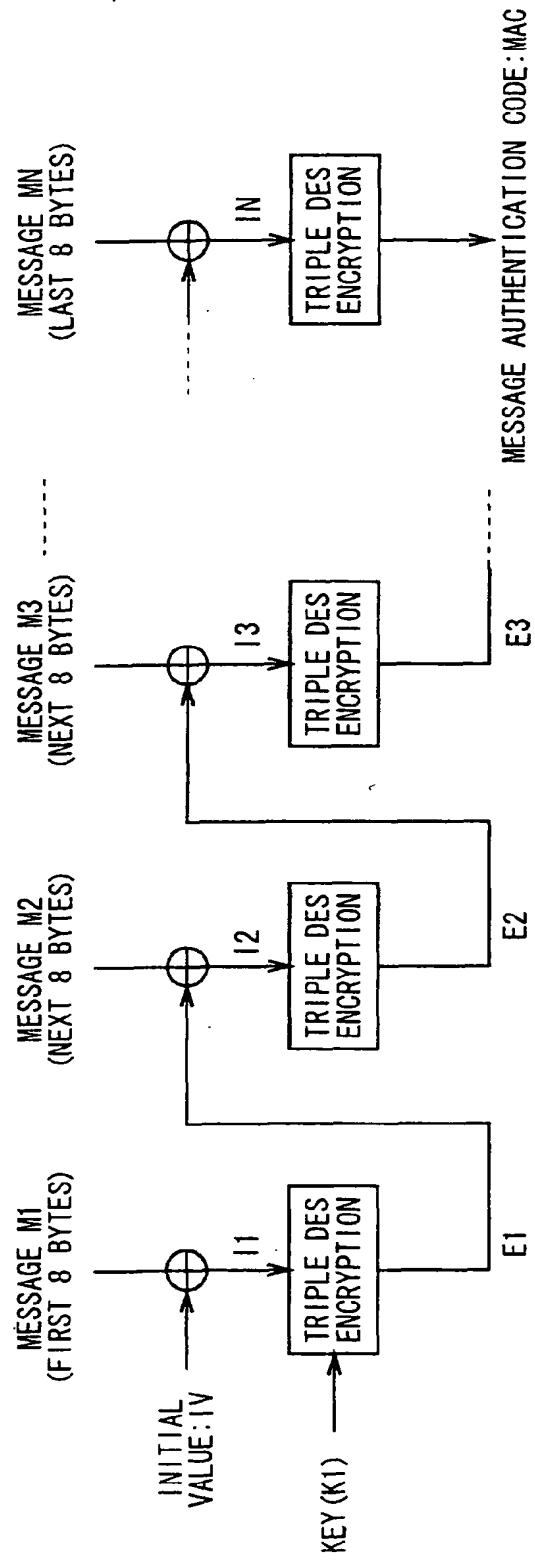 MESSAGE M1
(FIRST 8 BYTES)
MESSAGE M2
(NEXT 8 BYTES)
MESSAGE M3
(NEXT 8 BYTES)
MESSAGE MN
(LAST 8 BYTES)
INITIAL
VALUE:IV
I1
I2
I3
IN
KEY(K1)
TRIPLE DES
ENCRYPTION
TRIPLE DES
ENCRYPTION
TRIPLE DES
ENCRYPTION
TRIPLE DES
ENCRYPTION
E1
E2
E3
MESSAGE AUTHENTICATION CODE:MAC